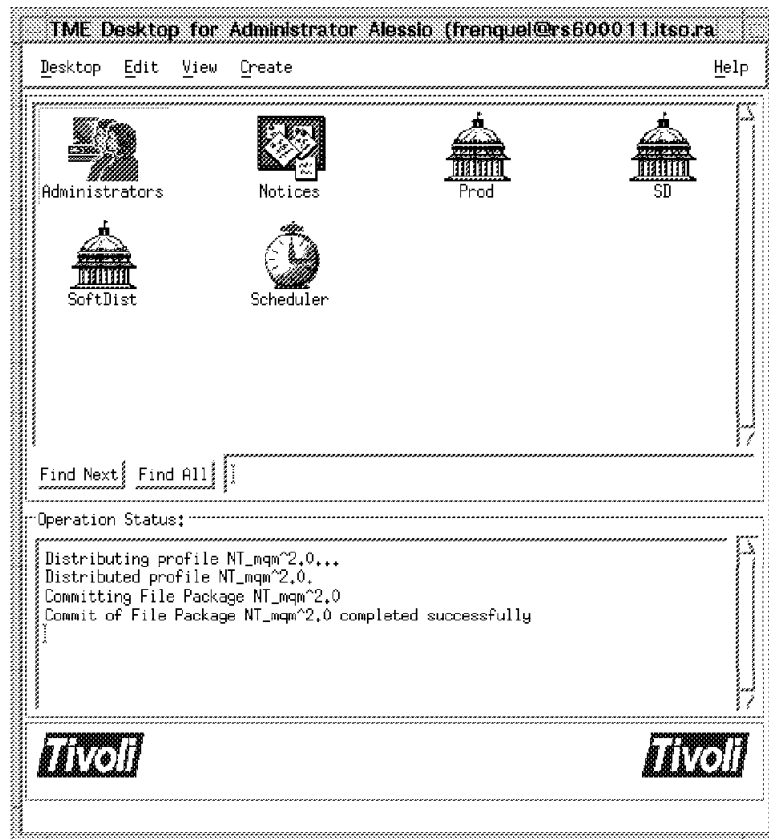 TME Desktop for Administrator Alessio (frenquel@rs600011.itso.ra
Desktop Edit View Create Help
Administrators Notices Prod SD
SoftDist Scheduler
Find Next Find All
Operation Status:
Distributing profile NT_mqm^2.0...
Distributed profile NT_mqm^2.0.
Committing File Package NT_mqm^2.0
Commit of File Package NT_mqm^2.0 completed successfully
Tivoli Tivoli